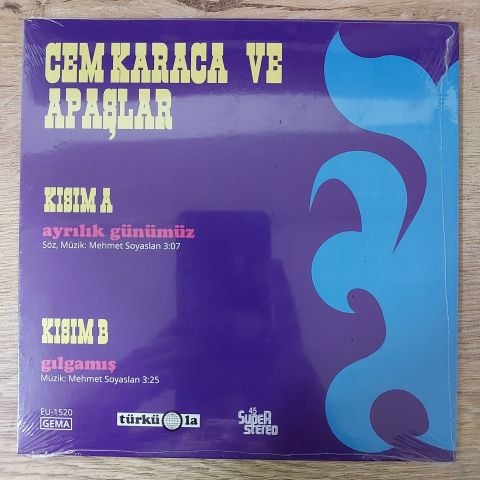 CEM KARACA VE
APAŞLAR
KISIM A
ayrılık günümüz
Söz, Müzik: Mehmet Soyaslan 3:07
KISIM B
gılgamış
Müzik: Mehmet Soyaslan 3:25
EU-1520
GEMA
türküola
45
SUPER
STEREO